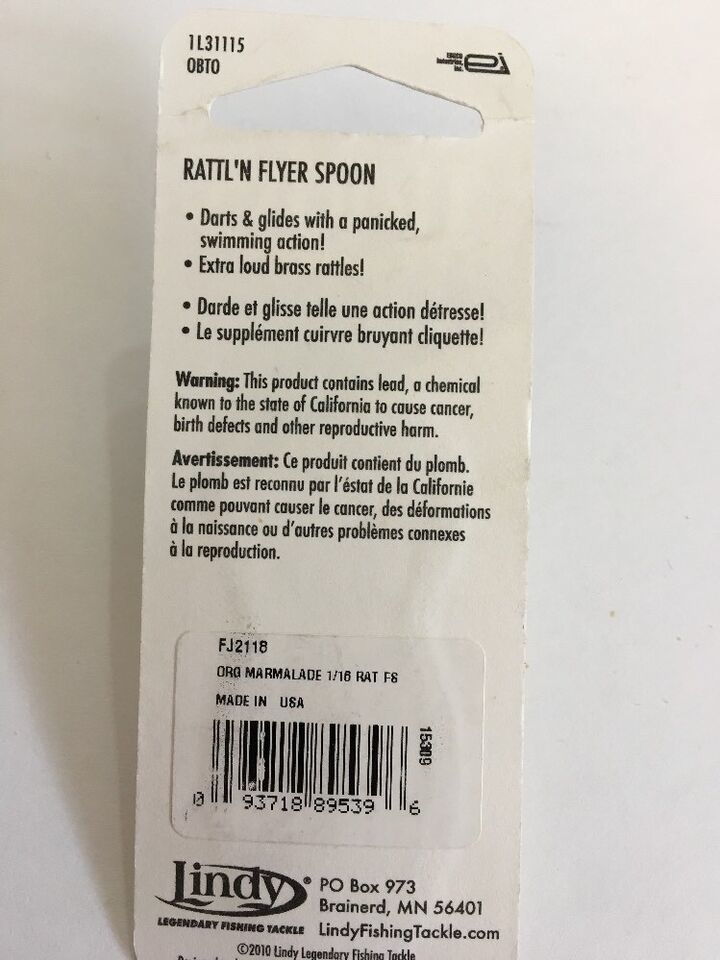 1L31115
OBTO
EBSCO
Industries,
Inc.
RATTL'N FLYER SPOON
• Darts & glides with a panicked,
swimming action!
• Extra loud brass rattles!
• Darde et glisse telle une action détresse!
• Le supplément cuirvre bruyant cliquette!
Warning: This product contains lead, a chemical
known to the state of California to cause cancer,
birth defects and other reproductive harm.
Avertissement: Ce produit contient du plomb.
Le plomb est reconnu par l'éstat de la Californie
comme pouvant causer le cancer, des déformations
à la naissance ou d'autres problèmes connexes
à la reproduction.
FJ2118
ORG MARMALADE 1/16 RAT FS
MADE IN USA
15309
0 93718 89539 6
Lindy®
LEGENDARY FISHING TACKLE
PO Box 973
Brainerd, MN 56401
LindyFishingTackle.com
©2010 Lindy Legendary Fishing Tackle